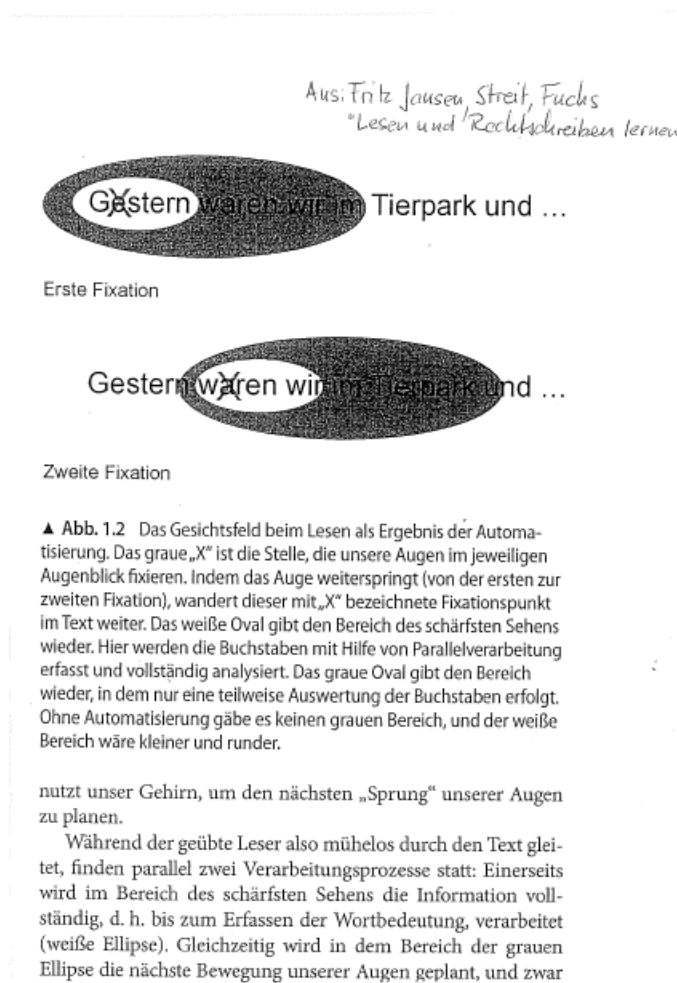 Aus: Fritz Jansen, Streit, Fuchs
"Lesen und Rechtschreiben lernen
Gestern waren wir im Tierpark und ...
Erste Fixation
Gestern waren wir im Tierpark und ...
Zweite Fixation
▲ Abb. 1.2 Das Gesichtsfeld beim Lesen als Ergebnis der Automa-
tisierung. Das graue „X“ ist die Stelle, die unsere Augen im jeweiligen
Augenblick fixieren. Indem das Auge weiterspringt (von der ersten zur
zweiten Fixation), wandert dieser mit „X“ bezeichnete Fixationspunkt
im Text weiter. Das weiße Oval gibt den Bereich des schärfsten Sehens
wieder. Hier werden die Buchstaben mit Hilfe von Parallelverarbeitung
erfasst und vollständig analysiert. Das graue Oval gibt den Bereich
wieder, in dem nur eine teilweise Auswertung der Buchstaben erfolgt.
Ohne Automatisierung gäbe es keinen grauen Bereich, und der weiße
Bereich wäre kleiner und runder.
nutzt unser Gehirn, um den nächsten „Sprung“ unserer Augen
zu planen.
Während der geübte Leser also mühelos durch den Text glei-
tet, finden parallel zwei Verarbeitungsprozesse statt: Einerseits
wird im Bereich des schärfsten Sehens die Information voll-
ständig, d. h. bis zum Erfassen der Wortbedeutung, verarbeitet
(weiße Ellipse). Gleichzeitig wird in dem Bereich der grauen
Ellipse die nächste Bewegung unserer Augen geplant, und zwar